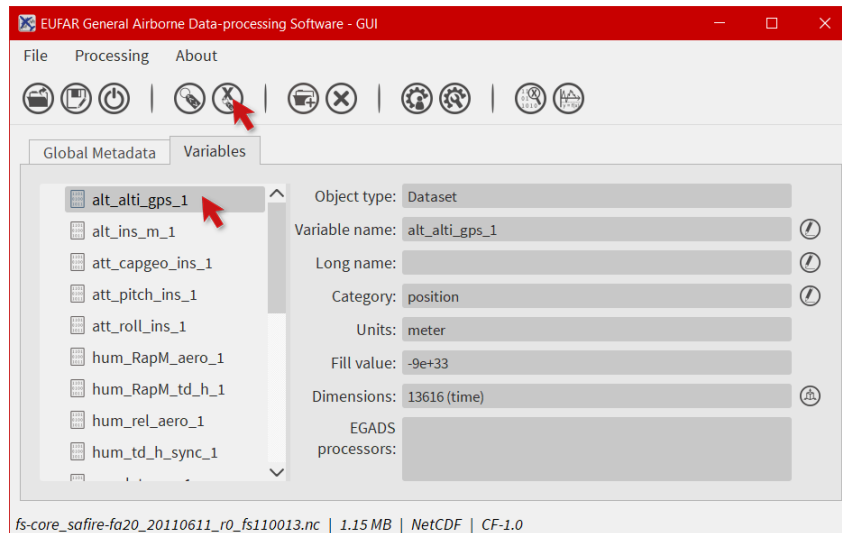 EUFAR General Airborne Data-processing Software - GUI
File Processing About
Global Metadata Variables
alt_alti_gps_1
alt_ins_m_1
att_capgeo_ins_1
att_pitch_ins_1
att_roll_ins_1
hum_RapM_aero_1
hum_RapM_td_h_1
hum_rel_aero_1
hum_td_h_sync_1
Object type: Dataset
Variable name: alt_alti_gps_1
Long name:
Category: position
Units: meter
Fill value: -9e+33
Dimensions: 13616 (time)
EGADS
processors:
fs-core_safire-fa20_20110611_r0_fs110013.nc | 1.15 MB | NetCDF | CF-1.0